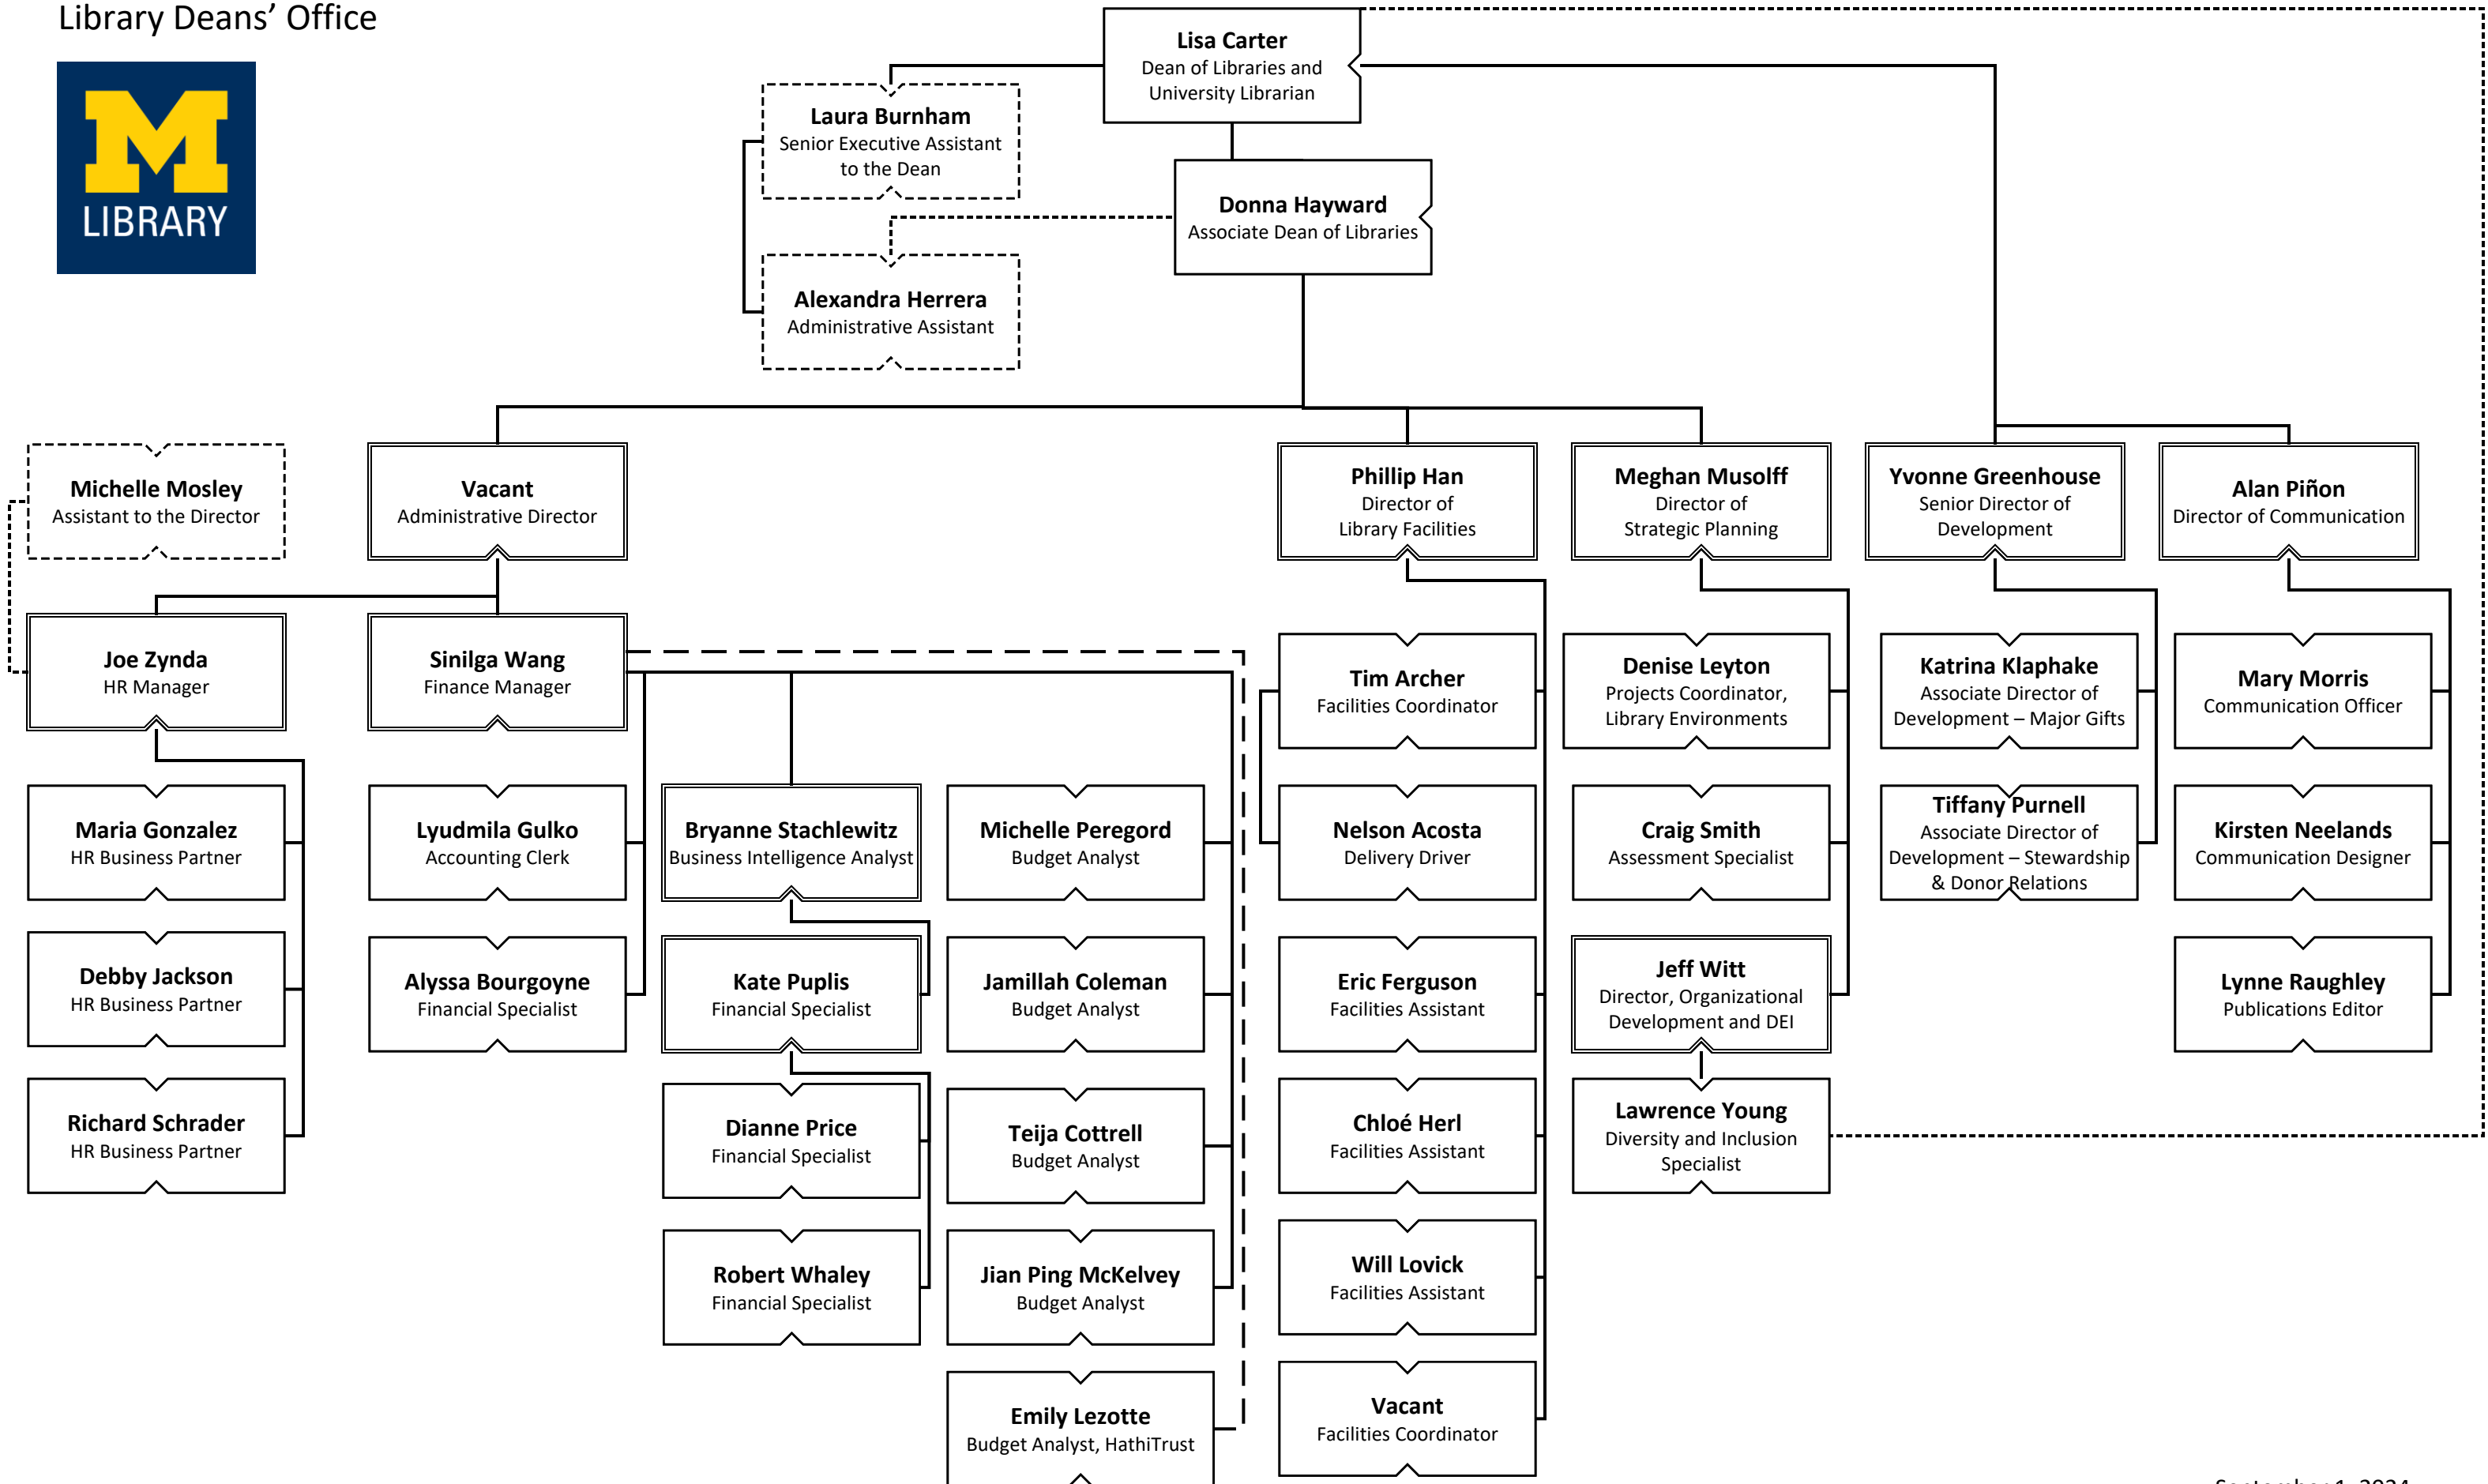 Library Deans’ Office
M
LIBRARY
Lisa Carter
Dean of Libraries and
University Librarian
Laura Burnham
Senior Executive Assistant
to the Dean
Donna Hayward
Associate Dean of Libraries
Alexandra Herrera
Administrative Assistant
Michelle Mosley
Assistant to the Director
Vacant
Administrative Director
Phillip Han
Director of
Library Facilities
Meghan Musolff
Director of
Strategic Planning
Yvonne Greenhouse
Senior Director of
Development
Alan Piñon
Director of Communication
Joe Zynda
HR Manager
Sinilga Wang
Finance Manager
Tim Archer
Facilities Coordinator
Denise Leyton
Projects Coordinator,
Library Environments
Katrina Klaphake
Associate Director of
Development – Major Gifts
Mary Morris
Communication Officer
Maria Gonzalez
HR Business Partner
Lyudmila Gulko
Accounting Clerk
Bryanne Stachlewitz
Business Intelligence Analyst
Michelle Peregord
Budget Analyst
Nelson Acosta
Delivery Driver
Craig Smith
Assessment Specialist
Tiffany Purnell
Associate Director of
Development – Stewardship
& Donor Relations
Kirsten Neelands
Communication Designer
Debby Jackson
HR Business Partner
Alyssa Bourgoyne
Financial Specialist
Kate Puplis
Financial Specialist
Jamillah Coleman
Budget Analyst
Eric Ferguson
Facilities Assistant
Jeff Witt
Director, Organizational
Development and DEI
Lynne Raughley
Publications Editor
Richard Schrader
HR Business Partner
Dianne Price
Financial Specialist
Teija Cottrell
Budget Analyst
Chloé Herl
Facilities Assistant
Lawrence Young
Diversity and Inclusion
Specialist
Robert Whaley
Financial Specialist
Jian Ping McKelvey
Budget Analyst
Will Lovick
Facilities Assistant
Emily Lezotte
Budget Analyst, HathiTrust
Vacant
Facilities Coordinator
September 1, 2024